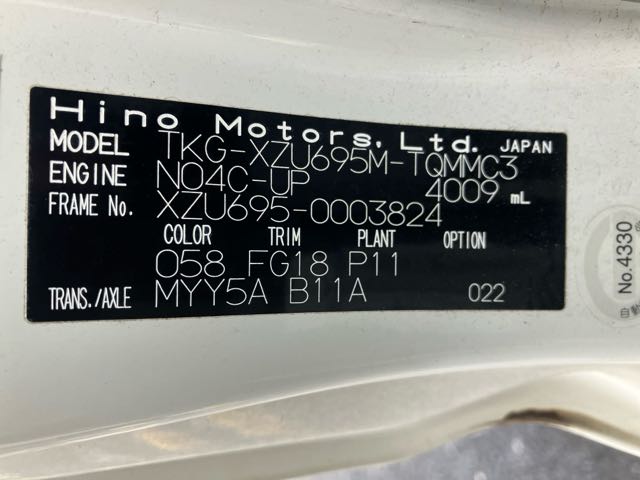 Hino Motors, Ltd. JAPAN
MODEL TKG-XZU695M-TQMMC3
ENGINE N04C-UP 4009 mL
FRAME No. XZU695-0003824
COLOR TRIM PLANT OPTION
058 FG18 P11
TRANS./AXLE MYY5A B11A 022
No.4330